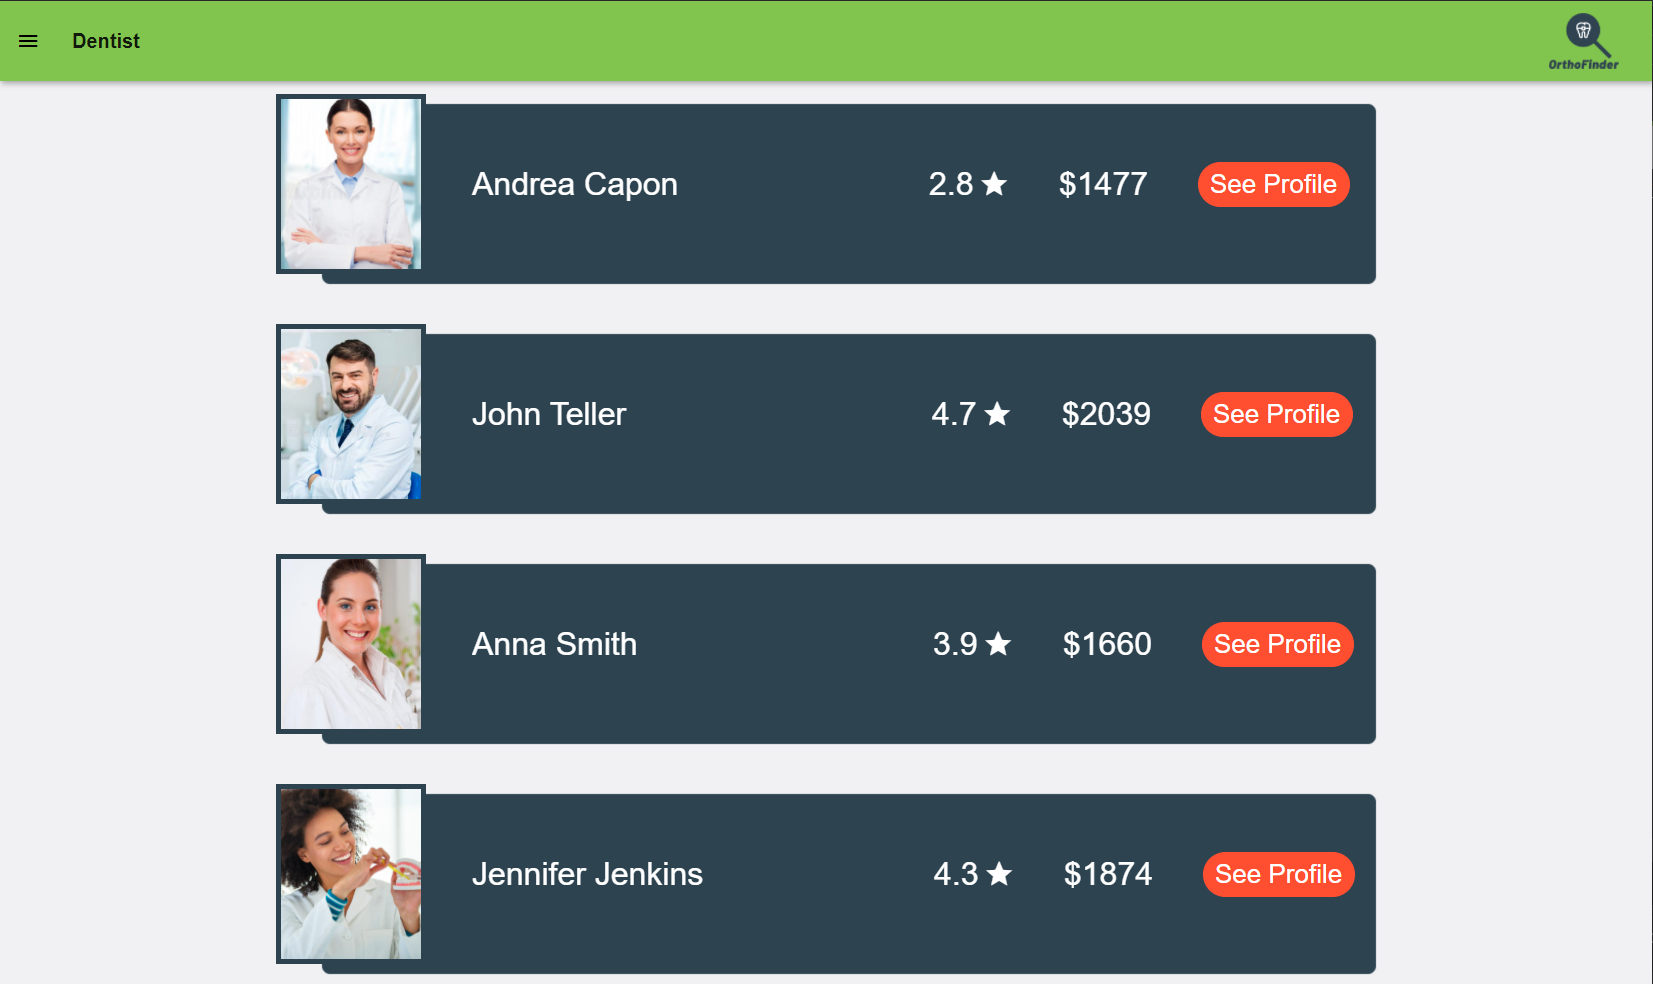 Dentist
OrthoFinder
Andrea Capon 2.8 ★ $1477 See Profile
John Teller 4.7 ★ $2039 See Profile
Anna Smith 3.9 ★ $1660 See Profile
Jennifer Jenkins 4.3 ★ $1874 See Profile